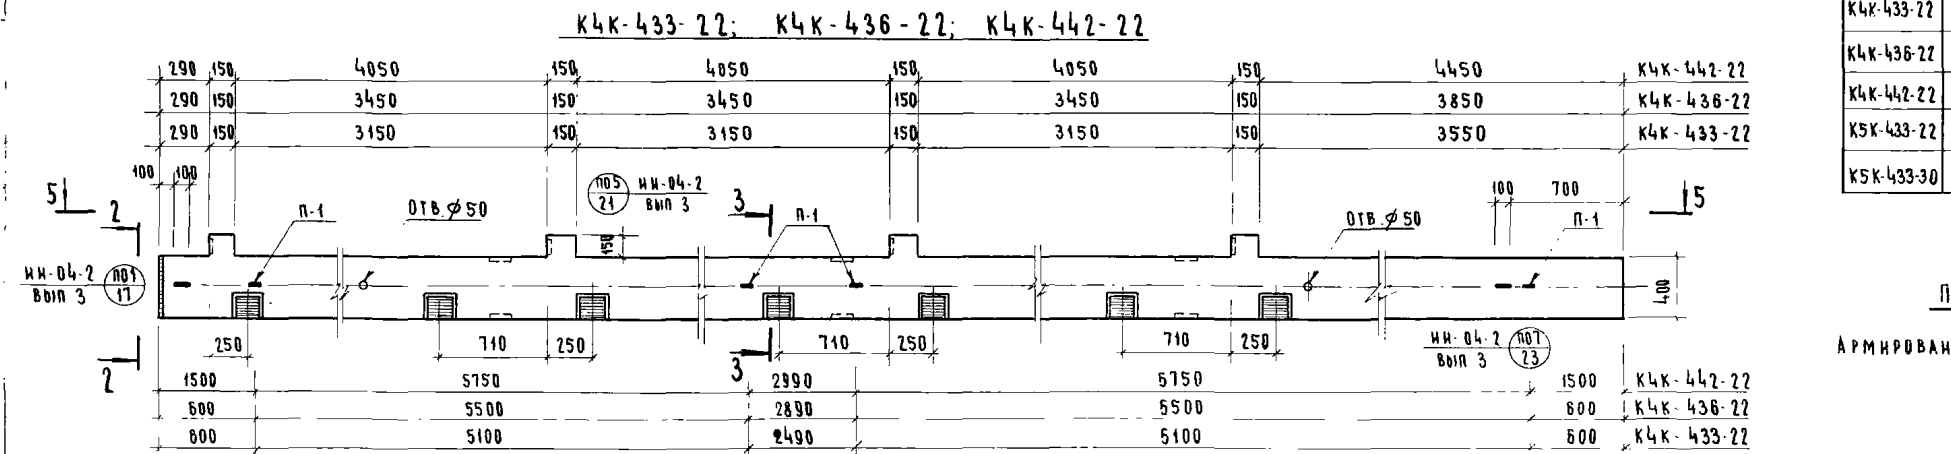 К4К-433-22; К4К-436-22; К4К-442-22
290 150 4050 150 4050 150 4050 150 4450 К4К-442-22
290 150 3450 150 3450 150 3450 150 3850 К4К-436-22
290 150 3150 150 3150 150 3150 150 3550 К4К-433-22
100 100
100 700
5 2 П-1 ОТВ. Ø50 П05 21 ИИ-04-2 ВЫП 3 3 П-1 ОТВ. Ø50 П-1 5
150
ИИ-04-2 ВЫП 3 П01 17
400
250 710 250 710 250 710 250
ИИ-04-2 ВЫП 3 П07 23
2 3
1500 5750 2990 5750 1500 К4К-442-22
600 5500 2890 5500 600 К4К-436-22
600 5100 2490 5100 600 К4К-433-22
К4К-433-22
К4К-436-22
К4К-442-22
К5К-433-22
К5К-433-30
П
АРМИРОВАН